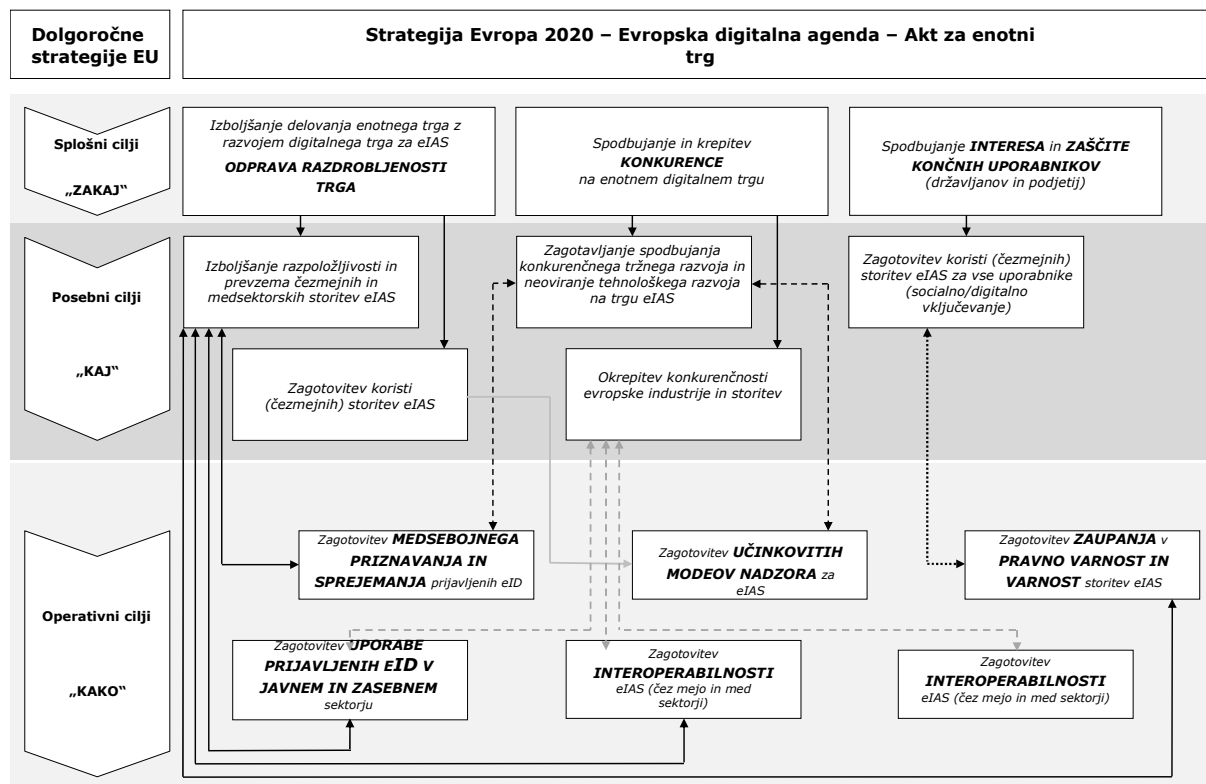 Dolgoročne
strategije EU
Strategija Evropa 2020 – Evropska digitalna agenda – Akt za enotni
trg
Splošni cilji
„ZAKAJ“
Izboljšanje delovanja enotnega trga z
razvojem digitalnega trga za eIAS
ODPRAVA RAZDROBLJENOSTI
TRGA
Spodbujanje in krepitev
KONKURENCE
na enotnem digitalnem trgu
Spodbujanje INTERESA in ZAŠČITE
KONČNIH UPORABNIKOV
(državljanov in podjetij)
Posebni cilji
„KAJ“
Izboljšanje razpoložljivosti in
prevzema čezmejnih in
medsektorskih storitev eIAS
Zagotavljanje spodbujanja
konkurenčnega tržnega razvoja in
neoviranje tehnološkega razvoja
na trgu eIAS
Zagotovitev koristi (čezmejnih)
storitev eIAS za vse uporabnike
(socialno/digitalno
vključevanje)
Zagotovitev koristi
(čezmejnih) storitev eIAS
Okrepitev konkurenčnosti
evropske industrije in storitev
Operativni cilji
„KAKO“
Zagotovitev MEDSEBOJNEGA
PRIZNAVANJA IN
SPREJEMANJA prijavljenih eID
Zagotovitev UČINKOVITIH
MODEOV NADZORA za
eIAS
Zagotovitev ZAUPANJA v
PRAVNO VARNOST IN
VARNOST storitev eIAS
Zagotovitev UPORABE
PRIJAVLJENIH eID V
JAVNEM IN ZASEBNEM
sektorju
Zagotovitev
INTEROPERABILNOSTI
eIAS (čez mejo in med
sektorji)
Zagotovitev
INTEROPERABILNOSTI
eIAS (čez mejo in med sektorji)